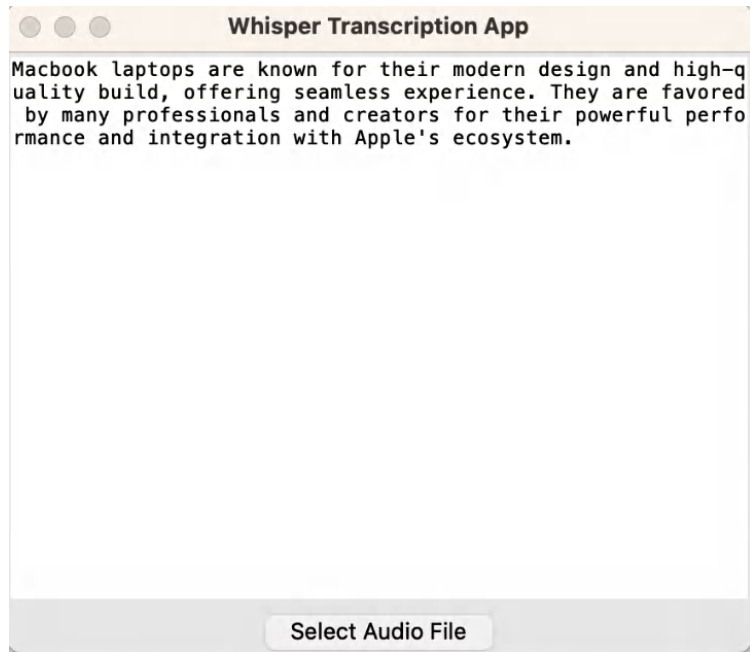 Whisper Transcription App
Macbook laptops are known for their modern design and high-q
uality build, offering seamless experience. They are favored
 by many professionals and creators for their powerful perfo
rmance and integration with Apple's ecosystem.
Select Audio File